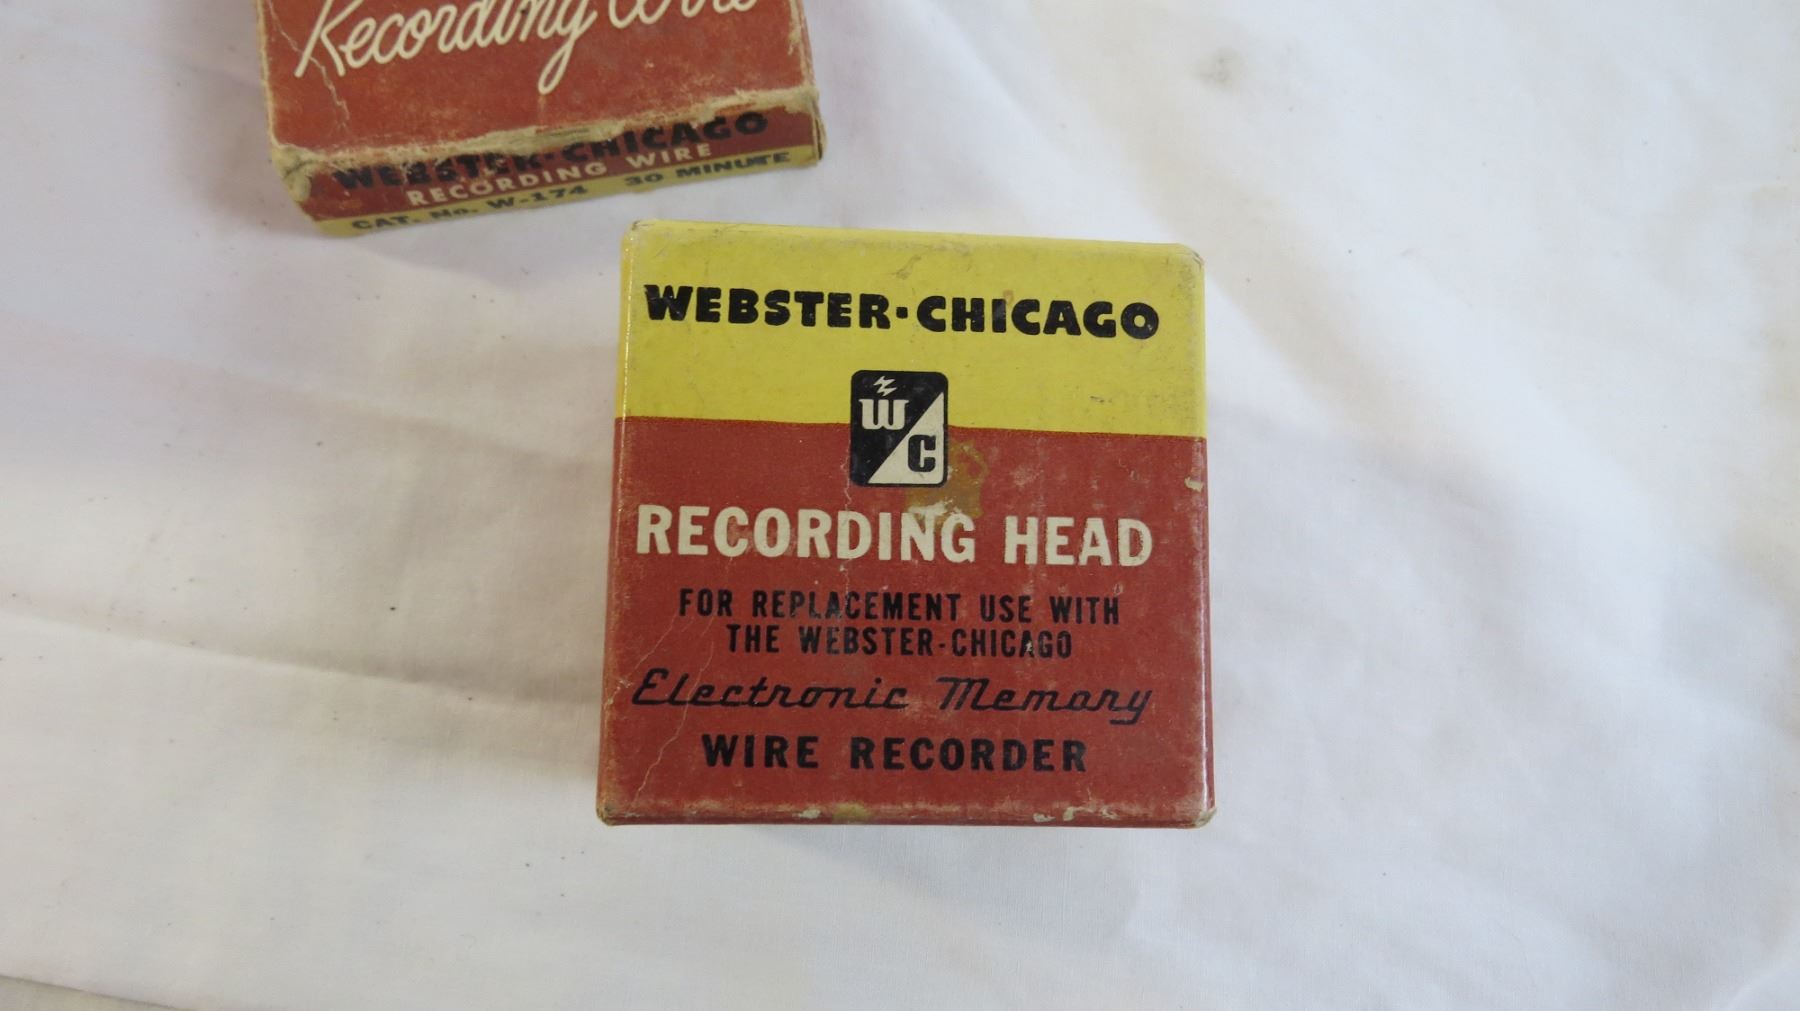 Recording Wire
WEBSTER-CHICAGO
RECORDING WIRE
CAT. No. W-174 30 MINUTE
WEBSTER-CHICAGO
W
C
RECORDING HEAD
FOR REPLACEMENT USE WITH
THE WEBSTER-CHICAGO
Electronic Memory
WIRE RECORDER